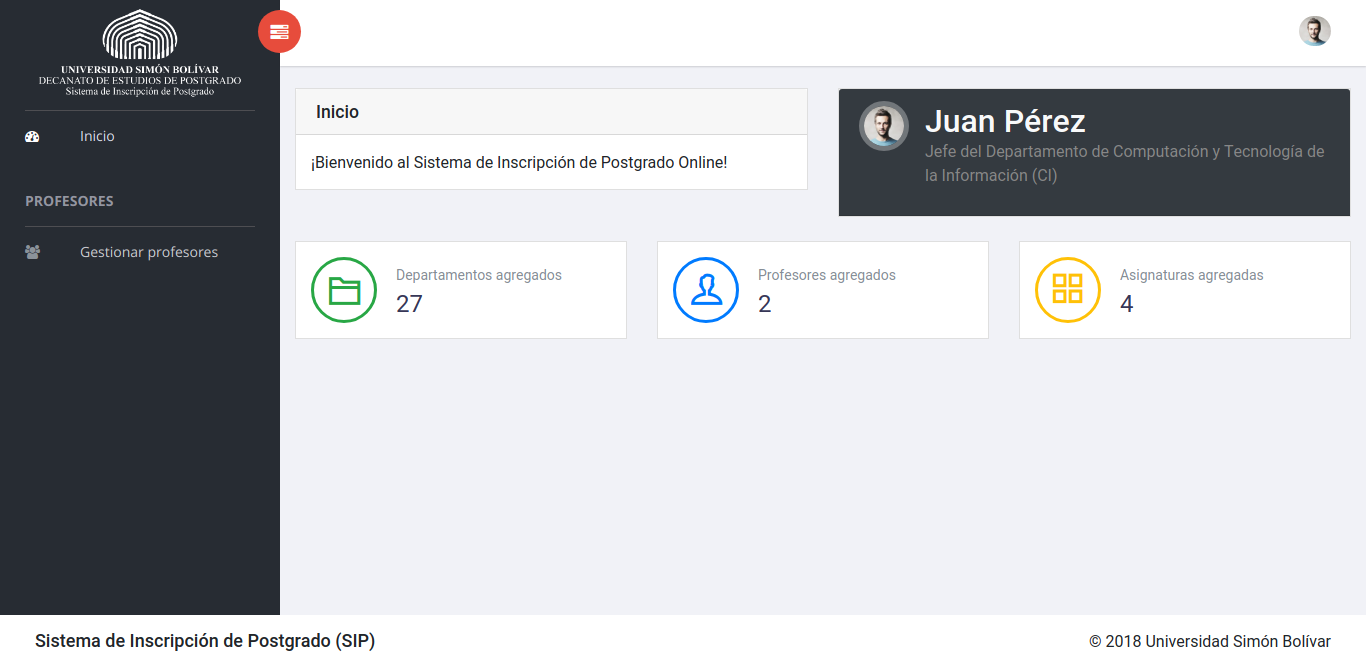 UNIVERSIDAD SIMÓN BOLÍVAR
DECANATO DE ESTUDIOS DE POSTGRADO
Sistema de Inscripción de Postgrado
Inicio
PROFESORES
Gestionar profesores
Inicio
¡Bienvenido al Sistema de Inscripción de Postgrado Online!
Juan Pérez
Jefe del Departamento de Computación y Tecnología de
la Información (CI)
Departamentos agregados
27
Profesores agregados
2
Asignaturas agregadas
4
Sistema de Inscripción de Postgrado (SIP)
© 2018 Universidad Simón Bolívar